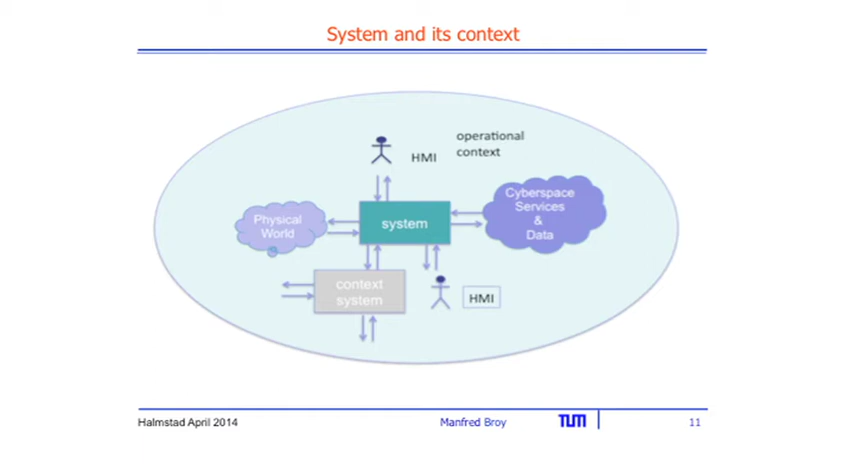 System and its context
operational
context
HMI
Cyberspace
Services
&
Data
Physical
World
system
context
system
HMI
Halmstad April 2014
Manfred Broy
TUM
11